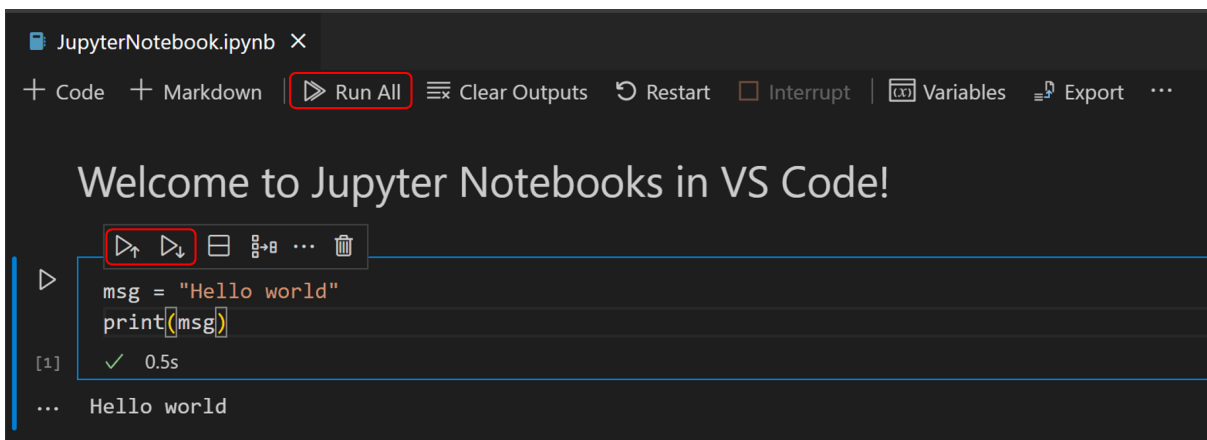 JupyterNotebook.ipynb
Code Markdown Run All Clear Outputs Restart Interrupt Variables Export ...
Welcome to Jupyter Notebooks in VS Code!
msg = "Hello world"
print(msg)
[1] 0.5s
... Hello world